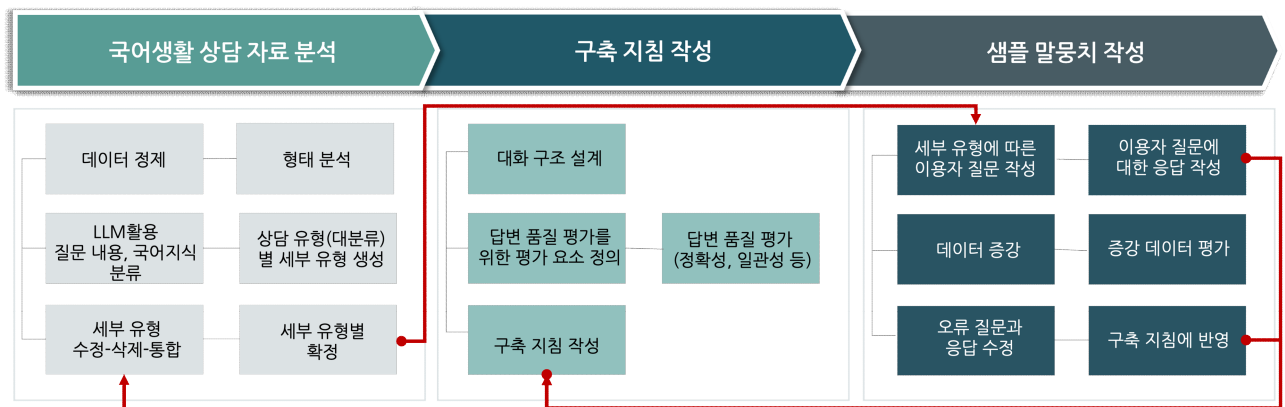 국어생활 상담 자료 분석
구축 지침 작성
샘플 말뭉치 작성
데이터 정제
형태 분석
LLM활용
질문 내용, 국어지식
분류
상담 유형(대분류)
별 세부 유형 생성
세부 유형
수정-삭제-통합
세부 유형별
확정
대화 구조 설계
답변 품질 평가를
위한 평가 요소 정의
답변 품질 평가
(정확성, 일관성 등)
구축 지침 작성
세부 유형에 따른
이용자 질문 작성
이용자 질문에
대한 응답 작성
데이터 증강
증강 데이터 평가
오류 질문과
응답 수정
구축 지침에 반영